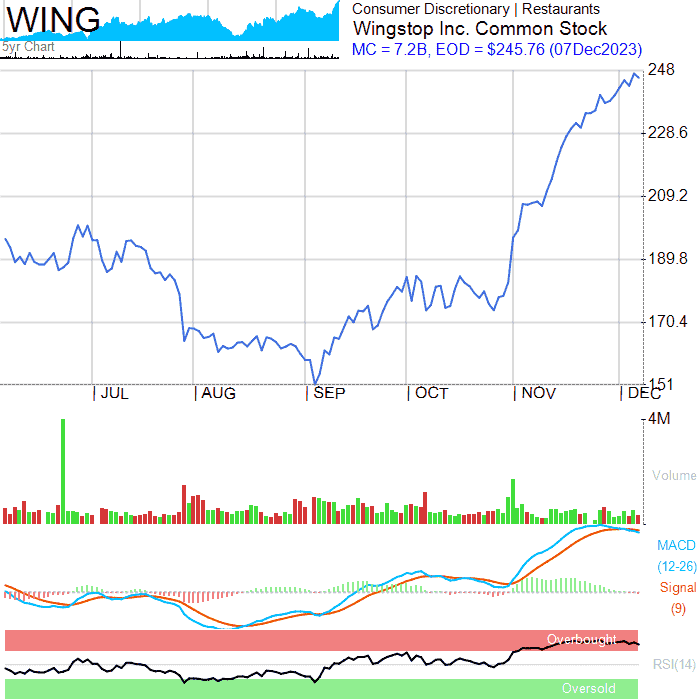 WING
5yr Chart
Consumer Discretionary | Restaurants
Wingstop Inc. Common Stock
MC = 7.2B, EOD = $245.76 (07Dec2023)
248
228.6
209.2
189.8
170.4
151
JUL AUG SEP OCT NOV DEC
4M
Volume
MACD
(12-26)
Signal
(9)
Overbought
RSI(14)
Oversold